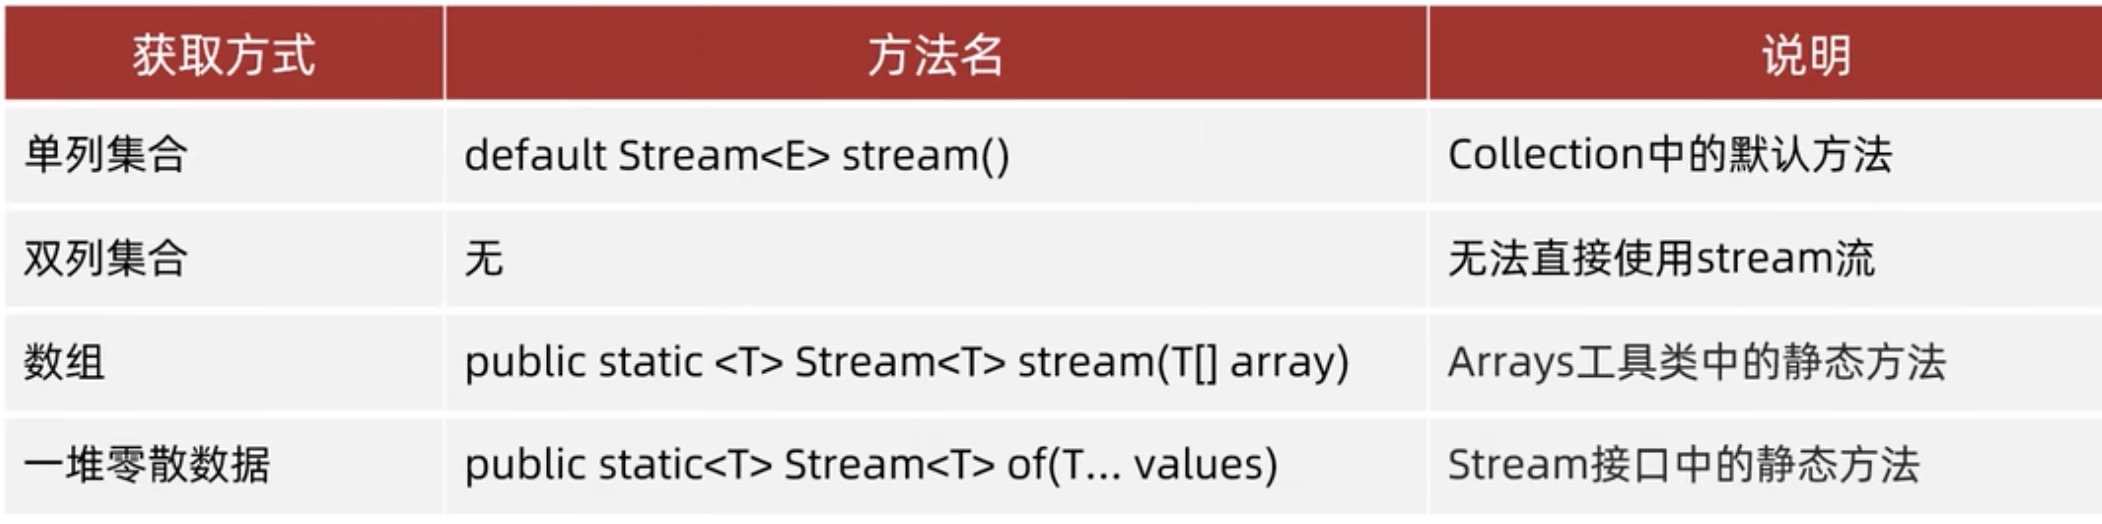 获取方式 方法名 说明
单列集合 default Stream<E> stream() Collection中的默认方法
双列集合 无 无法直接使用stream流
数组 public static <T> Stream<T> stream(T[] array) Arrays工具类中的静态方法
一堆零散数据 public static<T> Stream<T> of(T... values) Stream接口中的静态方法